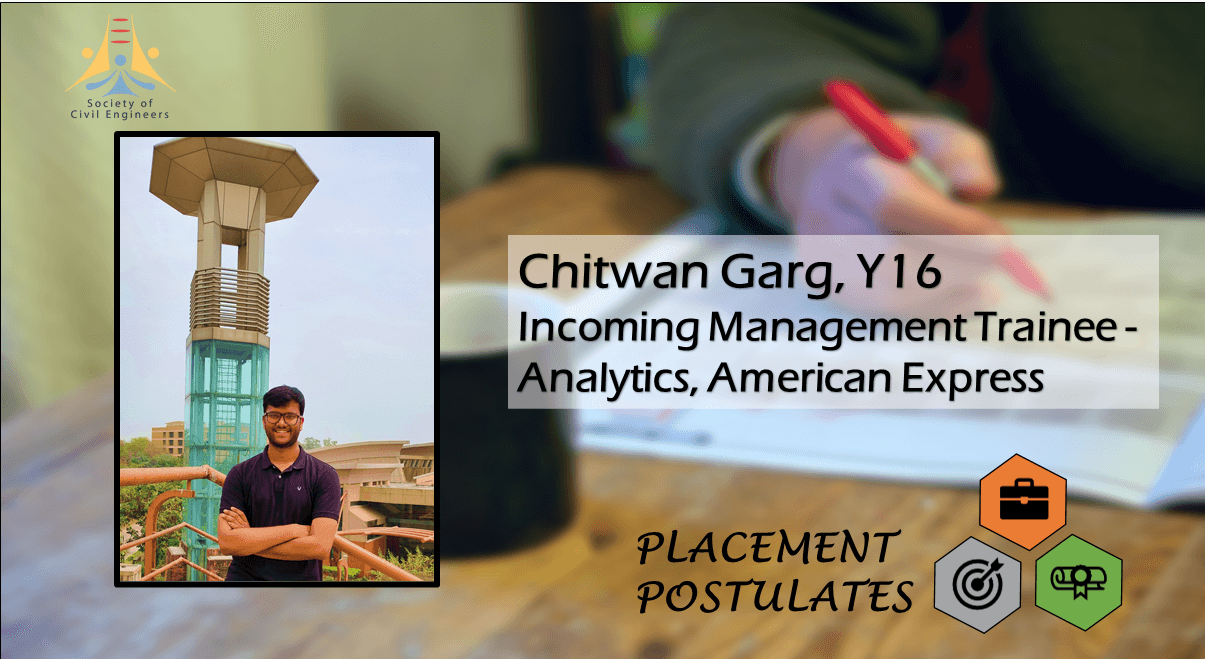 Society of
Civil Engineers
Chitwan Garg, Y16
Incoming Management Trainee -
Analytics, American Express
PLACEMENT
POSTULATES